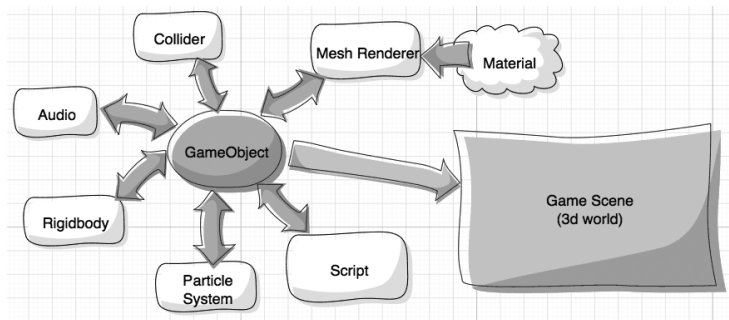 Collider
Mesh Renderer
Material
Audio
GameObject
Game Scene
(3d world)
Rigidbody
Particle
System
Script